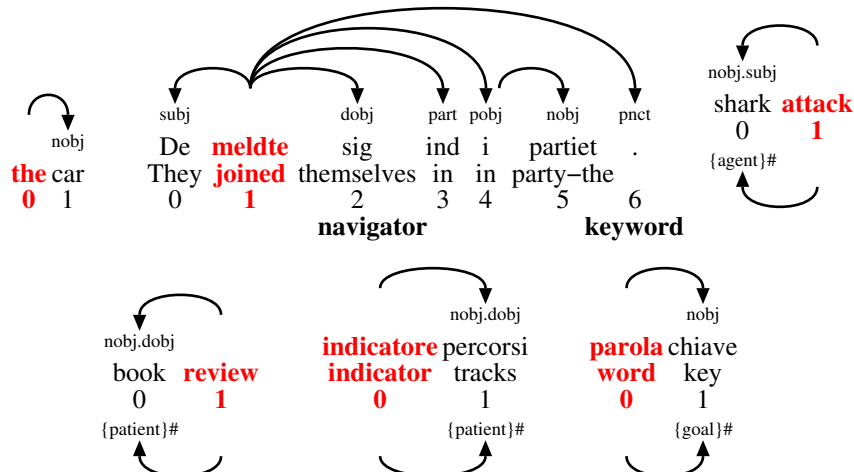 nobj
the car
0 1
subj dobj part pobj nobj pnct
De meldte sig ind i partiet .
They joined themselves in in party−the
0 1 2 3 4 5 6
navigator keyword
nobj.subj
shark attack
0 1
{agent}#
nobj.dobj
book review
0 1
{patient}#
nobj.dobj
indicatore percorsi
indicator tracks
0 1
{patient}#
nobj
parola chiave
word key
0 1
{goal}#